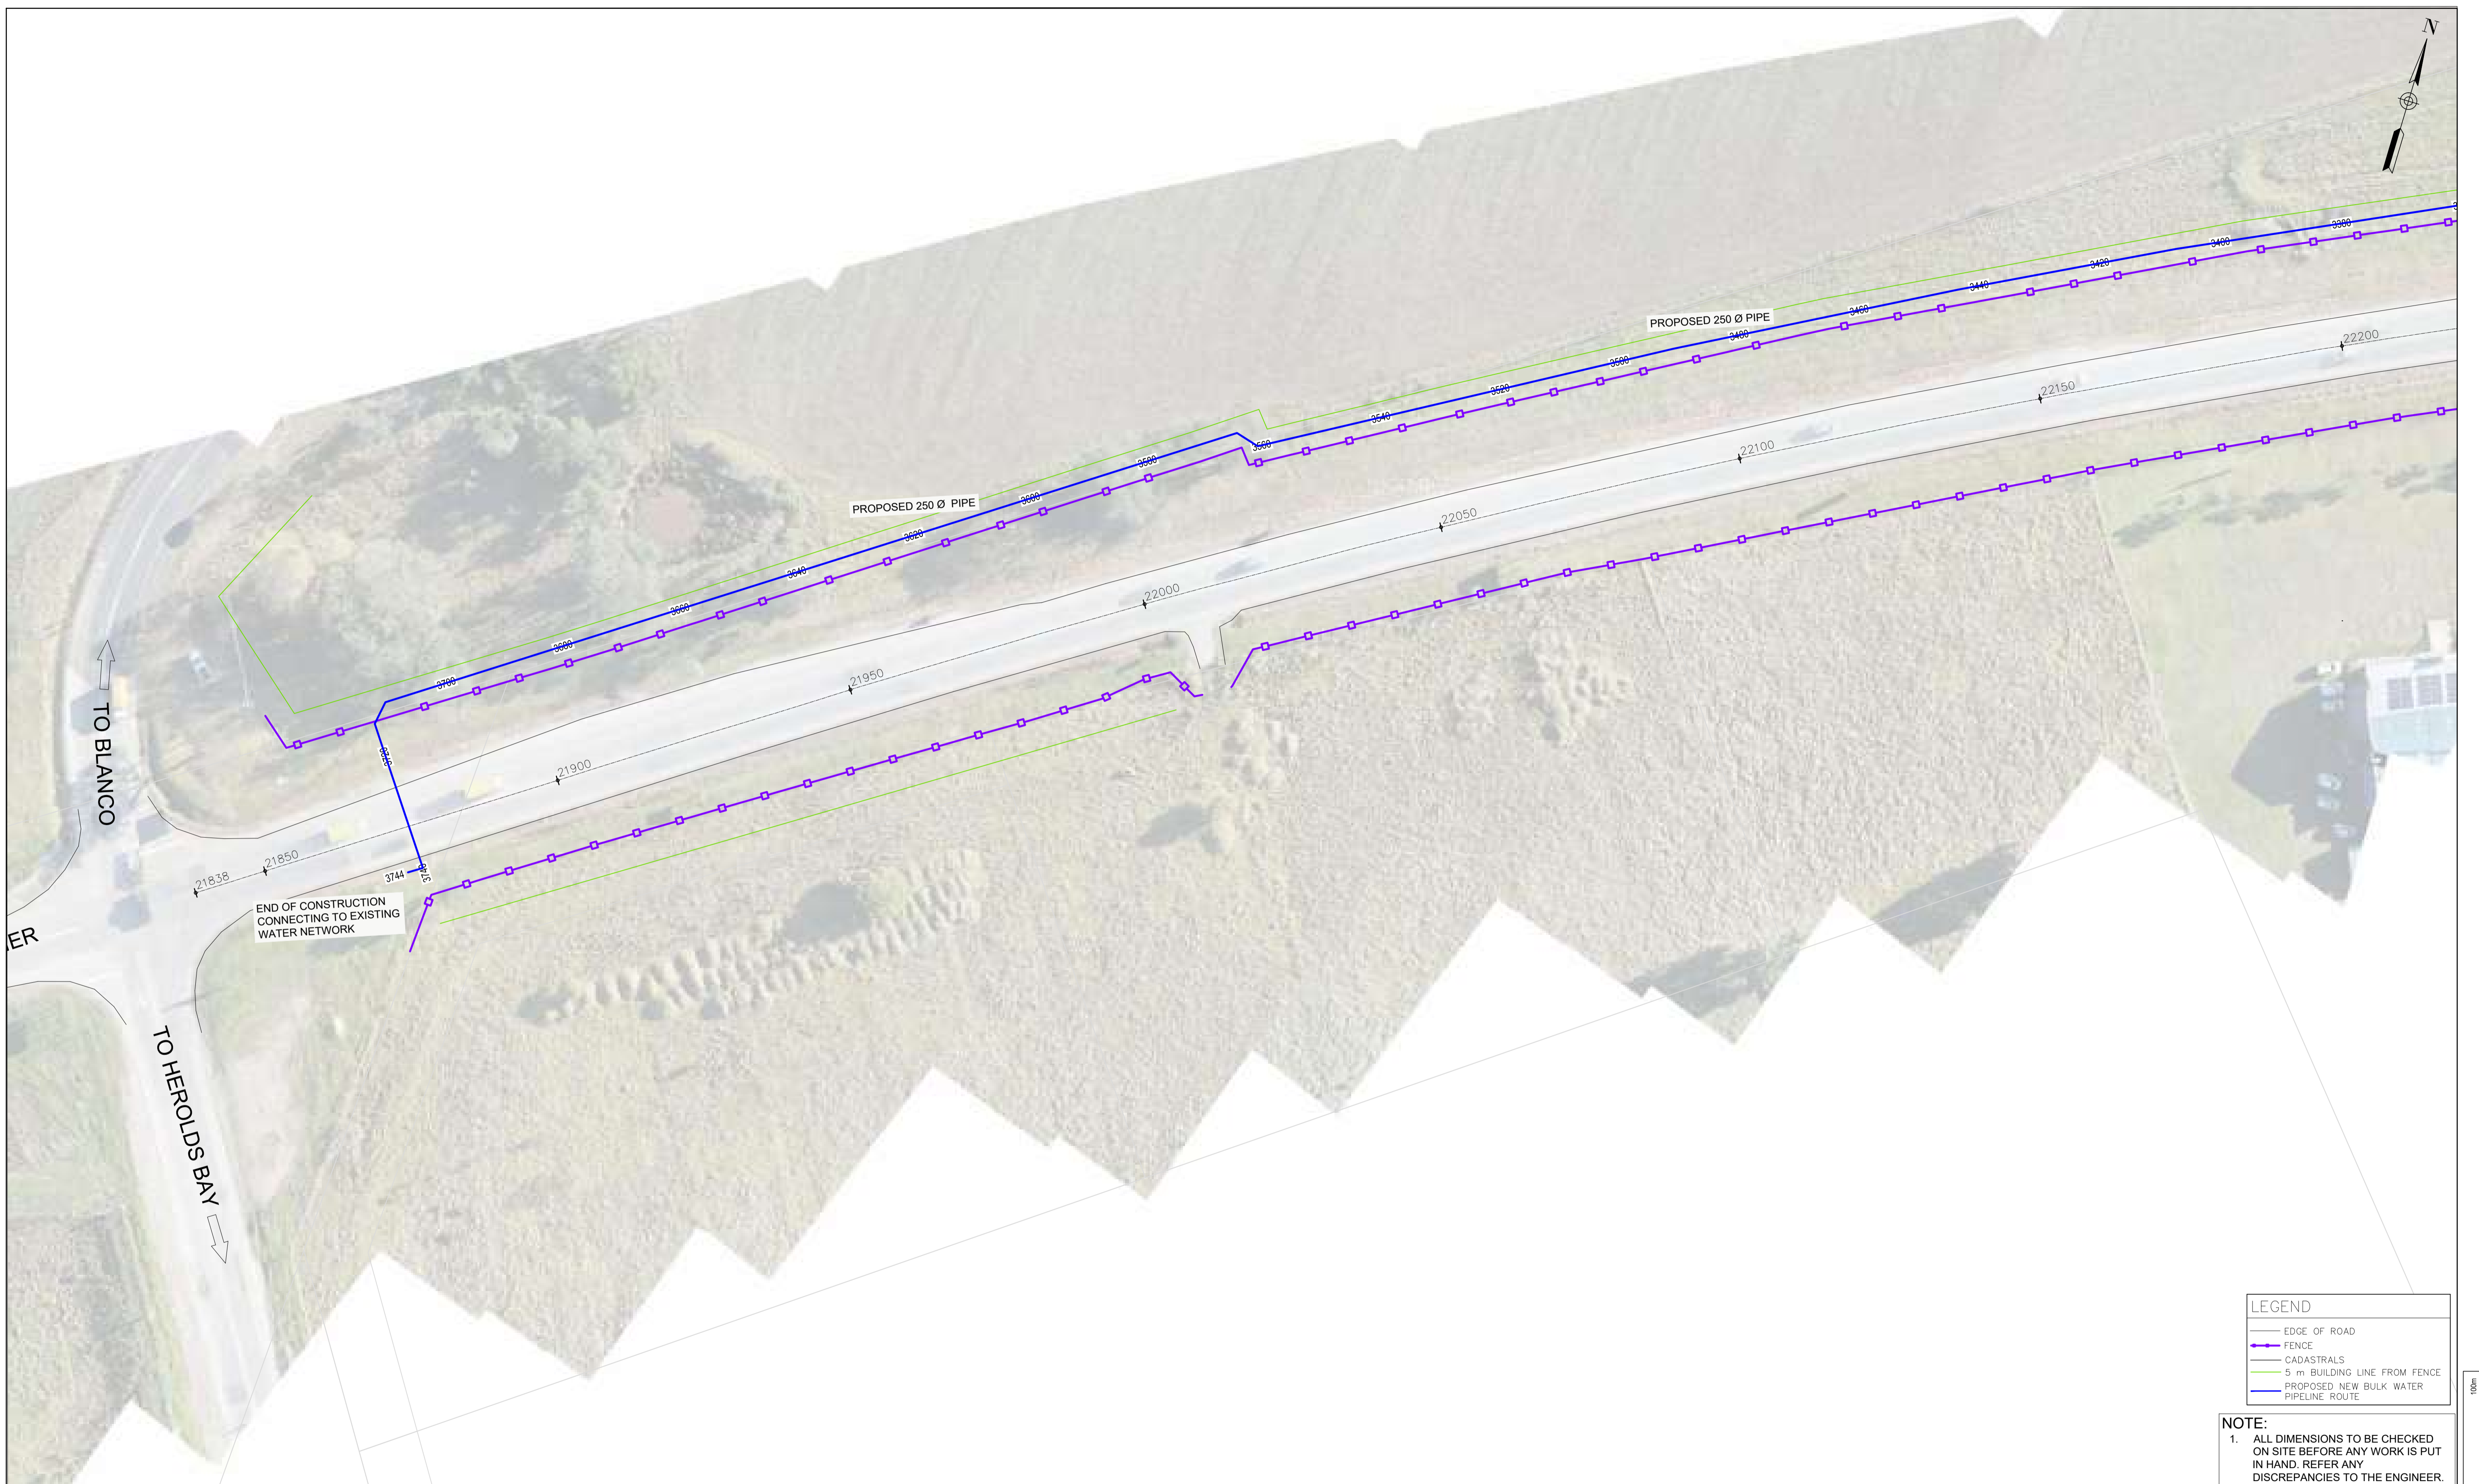 N
3380
3400
3420
3440
3460
PROPOSED 250 Ø PIPE
3480
3500
3520
3540
3560
3580
3600
PROPOSED 250 Ø PIPE
3620
3640
3660
3680
3700
3720
3740
3744
22200
22150
22100
22050
22000
21950
21900
21850
21838
TO BLANCO
END OF CONSTRUCTION
CONNECTING TO EXISTING
WATER NETWORK
TO HEROLDS BAY
LEGEND
EDGE OF ROAD
FENCE
CADASTRALS
5 m BUILDING LINE FROM FENCE
PROPOSED NEW BULK WATER
PIPELINE ROUTE
100m
NOTE:
1. ALL DIMENSIONS TO BE CHECKED
ON SITE BEFORE ANY WORK IS PUT
IN HAND. REFER ANY
DISCREPANCIES TO THE ENGINEER.